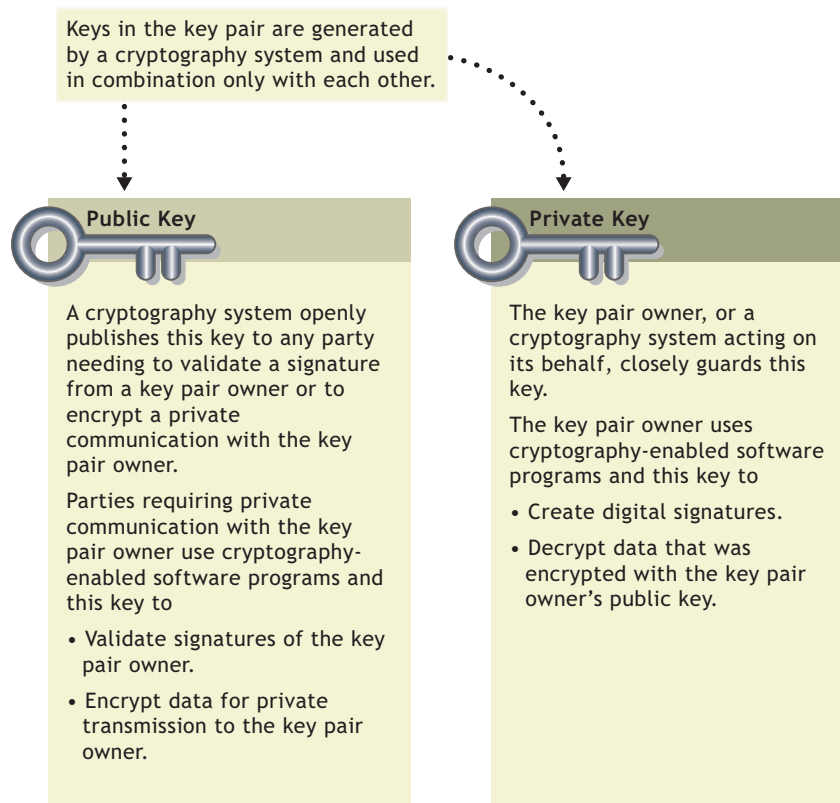 Keys in the key pair are generated
by a cryptography system and used
in combination only with each other.
Public Key
A cryptography system openly
publishes this key to any party
needing to validate a signature
from a key pair owner or to
encrypt a private
communication with the key
pair owner.
Parties requiring private
communication with the key
pair owner use cryptography-
enabled software programs and
this key to
• Validate signatures of the key
pair owner.
• Encrypt data for private
transmission to the key pair
owner.
Private Key
The key pair owner, or a
cryptography system acting on
its behalf, closely guards this
key.
The key pair owner uses
cryptography-enabled software
programs and this key to
• Create digital signatures.
• Decrypt data that was
encrypted with the key pair
owner’s public key.